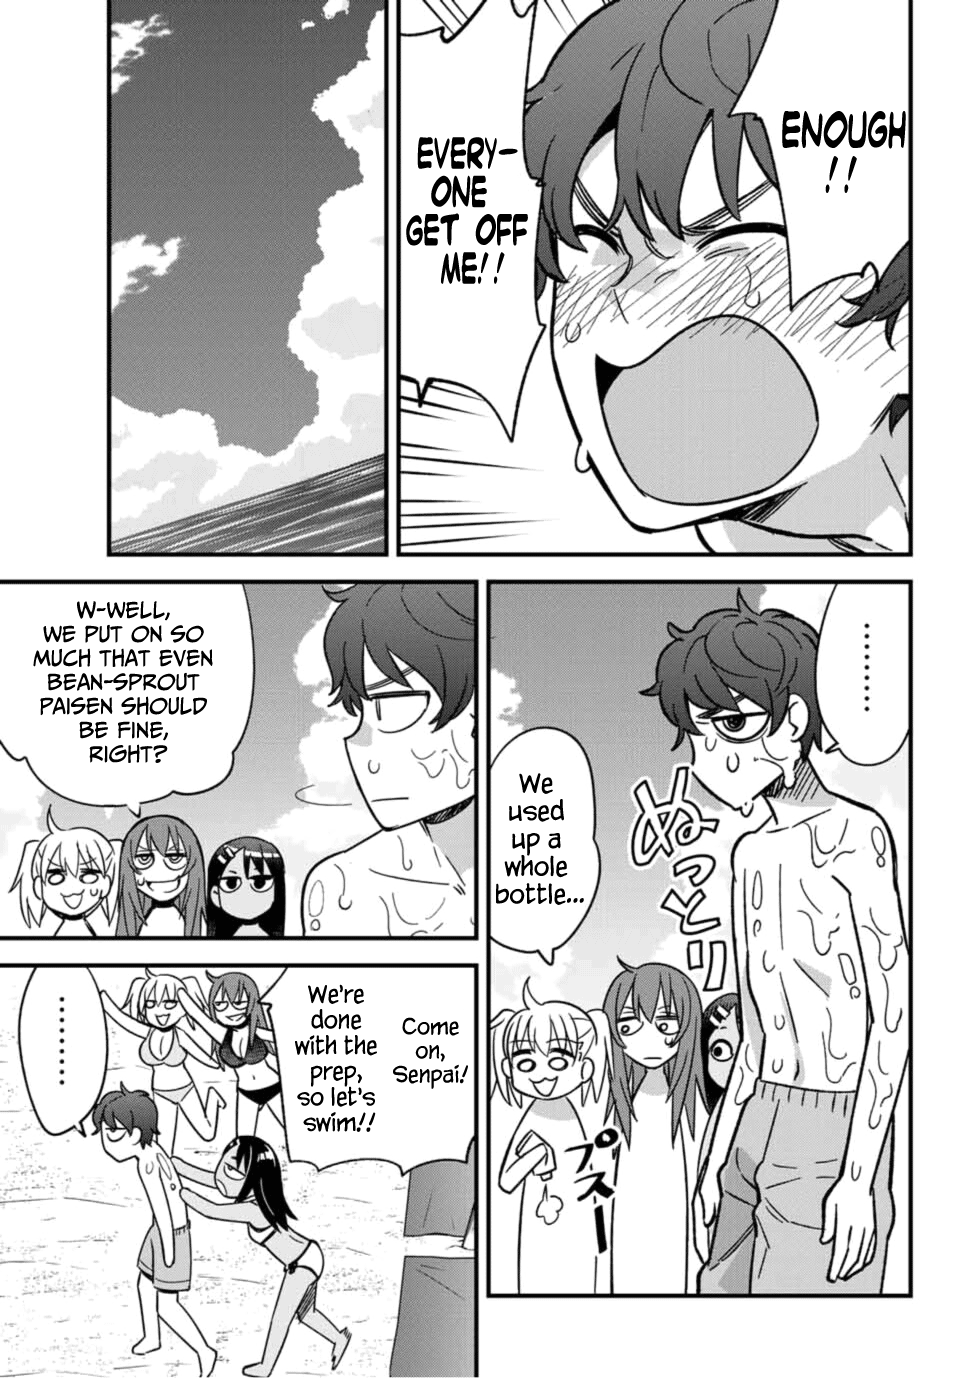 ENOUGH
!!
EVERY-
ONE
GET OFF
ME!!
.........
We
used
up a
whole
bottle...
ぬっとり
プスー
W-WELL,
WE PUT ON SO
MUCH THAT EVEN
BEAN-SPROUT
PAISEN SHOULD
BE FINE,
RIGHT?
Come
on,
Senpai!
We're
done
with the
prep,
so let's
swim!!
.........